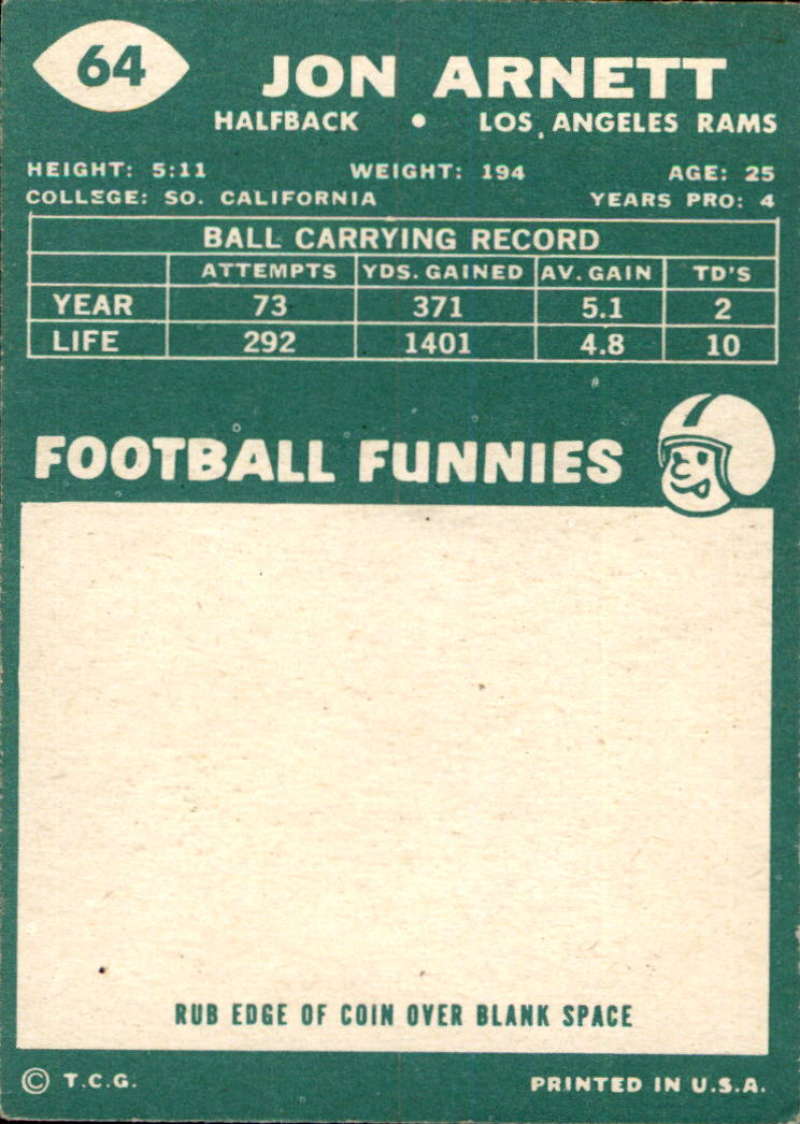 64
JON ARNETT
HALFBACK • LOS ANGELES RAMS
HEIGHT: 5:11 WEIGHT: 194 AGE: 25
COLLEGE: SO. CALIFORNIA YEARS PRO: 4
BALL CARRYING RECORD
ATTEMPTS YDS. GAINED AV. GAIN TD'S
YEAR 73 371 5.1 2
LIFE 292 1401 4.8 10
FOOTBALL FUNNIES
RUB EDGE OF COIN OVER BLANK SPACE
© T.C.G. PRINTED IN U.S.A.